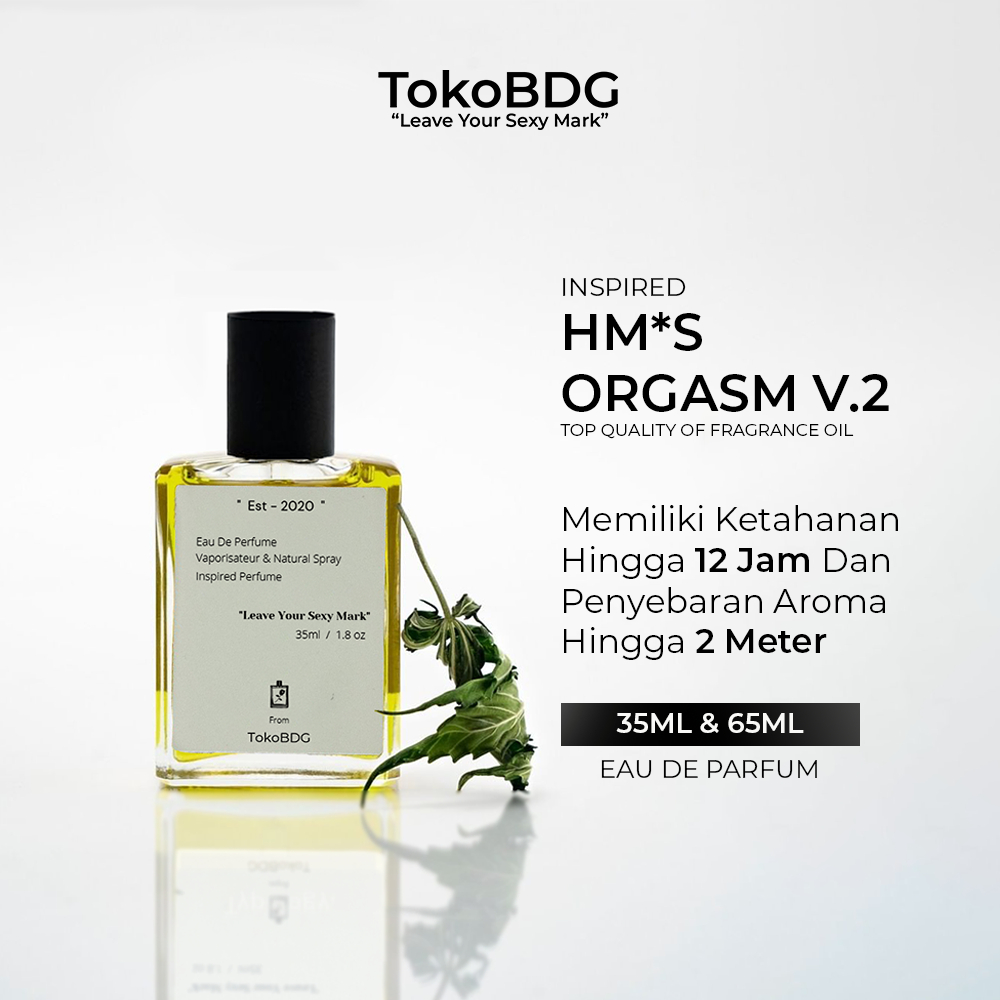 TokoBDG
“Leave Your Sexy Mark”
INSPIRED
HM*S
ORGASM V.2
TOP QUALITY OF FRAGRANCE OIL
Memiliki Ketahanan
Hingga 12 Jam Dan
Penyebaran Aroma
Hingga 2 Meter
35ML & 65ML
EAU DE PARFUM
" Est – 2020 "
Eau De Perfume
Vaporisateur & Natural Spray
Inspired Perfume
"Leave Your Sexy Mark"
35ml / 1.8 oz
From
TokoBDG